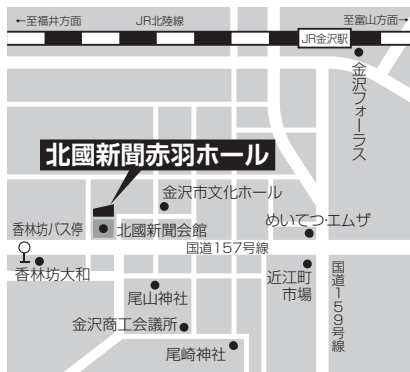 ←至福井方面
JR北陸線
至富山方面→
JR金沢駅
金沢フォーラス
北國新聞赤羽ホール
金沢市文化ホール
香林坊バス停
北國新聞会館
めいてつ・エムザ
国道157号線
香林坊大和
近江町
市場
国道159号線
尾山神社
金沢商工会議所
尾崎神社